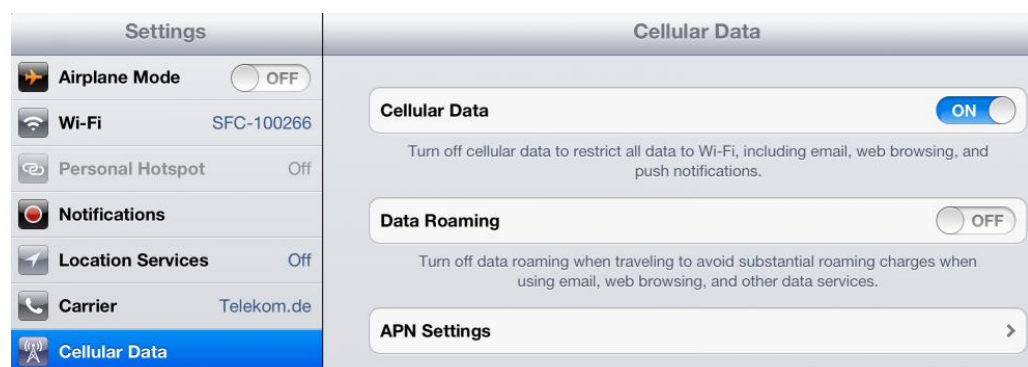 Settings
Airplane Mode OFF
Wi-Fi SFC-100266
Personal Hotspot Off
Notifications
Location Services Off
Carrier Telekom.de
Cellular Data
Cellular Data
Cellular Data ON
Turn off cellular data to restrict all data to Wi-Fi, including email, web browsing, and
push notifications.
Data Roaming OFF
Turn off data roaming when traveling to avoid substantial roaming charges when
using email, web browsing, and other data services.
APN Settings